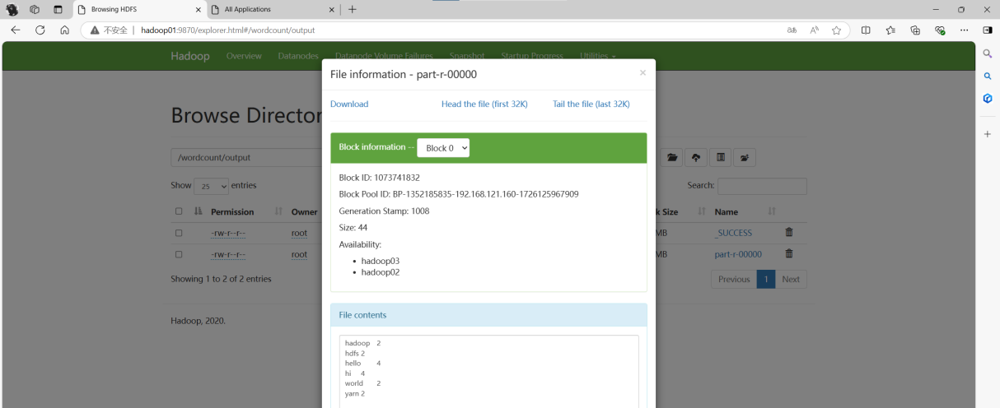 Browsing HDFS
All Applications
不安全 | hadoop01:9870/explorer.html#/wordcount/output
Hadoop Overview Datanodes Datanode Volume Failures Snapshot Startup Progress Utilities
File information - part-r-00000 ×
Download Head the file (first 32K) Tail the file (last 32K)
Browse Director
Block information -- Block 0
/wordcount/output
Block ID: 1073741832
Block Pool ID: BP-1352185835-192.168.121.160-1726125967909
Show 25 entries
Search:
Generation Stamp: 1008
Permission Owner
k Size Name
Size: 44
-rw-r--r-- root
MB _SUCCESS
Availability:
-rw-r--r-- root
MB part-r-00000
• hadoop03
• hadoop02
Showing 1 to 2 of 2 entries
Previous 1 Next
Hadoop, 2020.
File contents
hadoop 2
hdfs 2
hello 4
hi 4
world 2
yarn 2